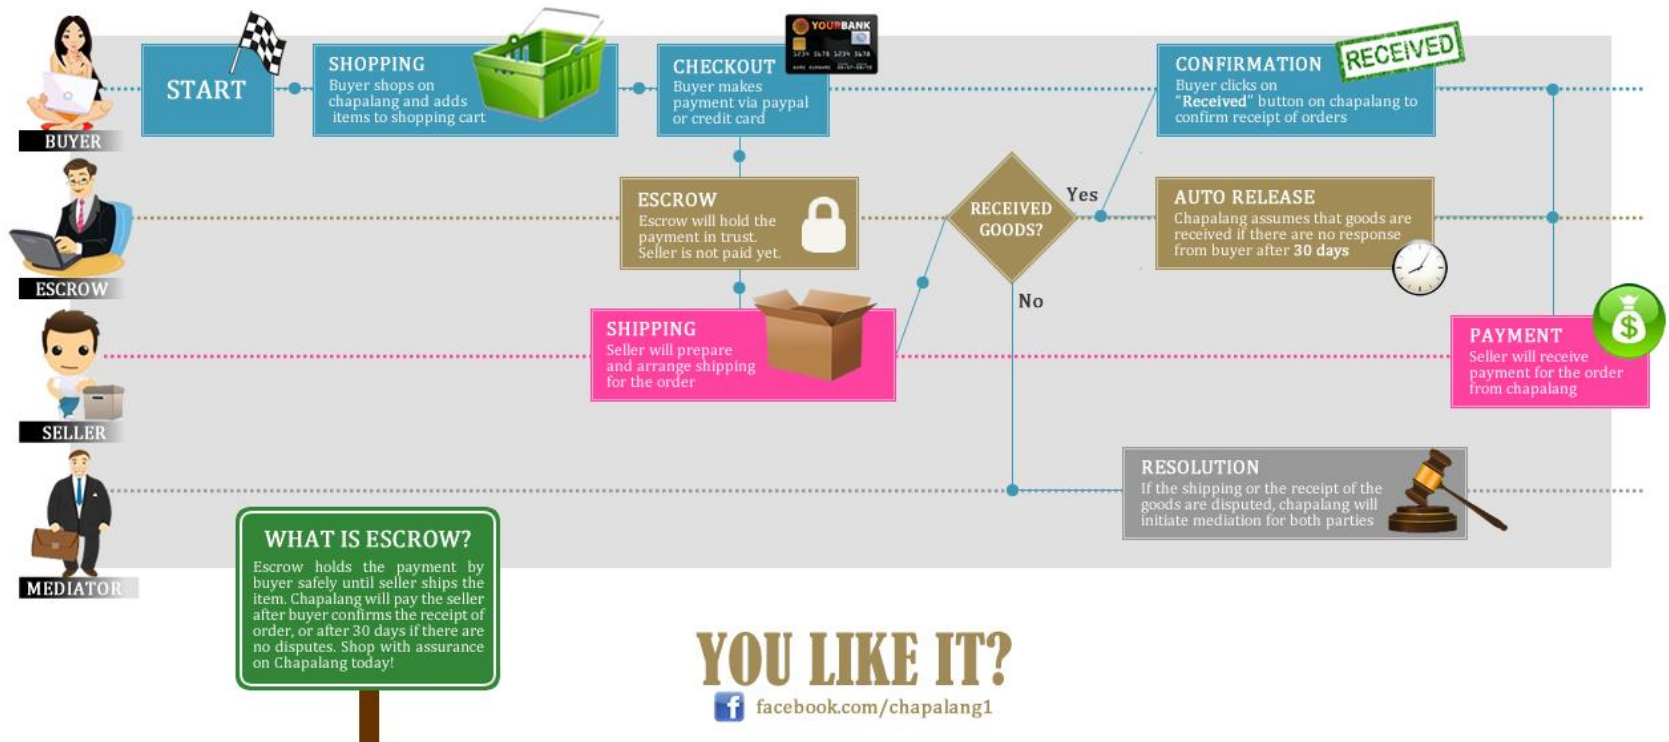 START
SHOPPING
Buyer shops on
chapalang and adds
items to shopping cart
CHECKOUT
Buyer makes
payment via paypal
or credit card
YOURBANK
1234 5678 1234 5678
CONFIRMATION
Buyer clicks on
"Received" button on chapalang to
confirm receipt of orders
RECEIVED
BUYER
ESCROW
Escrow will hold the
payment in trust.
Seller is not paid yet.
RECEIVED
GOODS?
Yes
No
AUTO RELEASE
Chapalang assumes that goods are
received if there are no response
from buyer after 30 days
ESCROW
SHIPPING
Seller will prepare
and arrange shipping
for the order
$
PAYMENT
Seller will receive
payment for the order
from chapalang
SELLER
RESOLUTION
If the shipping or the receipt of the
goods are disputed, chapalang will
initiate mediation for both parties
MEDIATOR
WHAT IS ESCROW?
Escrow holds the payment by
buyer safely until seller ships the
item. Chapalang will pay the seller
after buyer confirms the receipt of
order, or after 30 days if there are
no disputes. Shop with assurance
on Chapalang today!
YOU LIKE IT?
f facebook.com/chapalang1